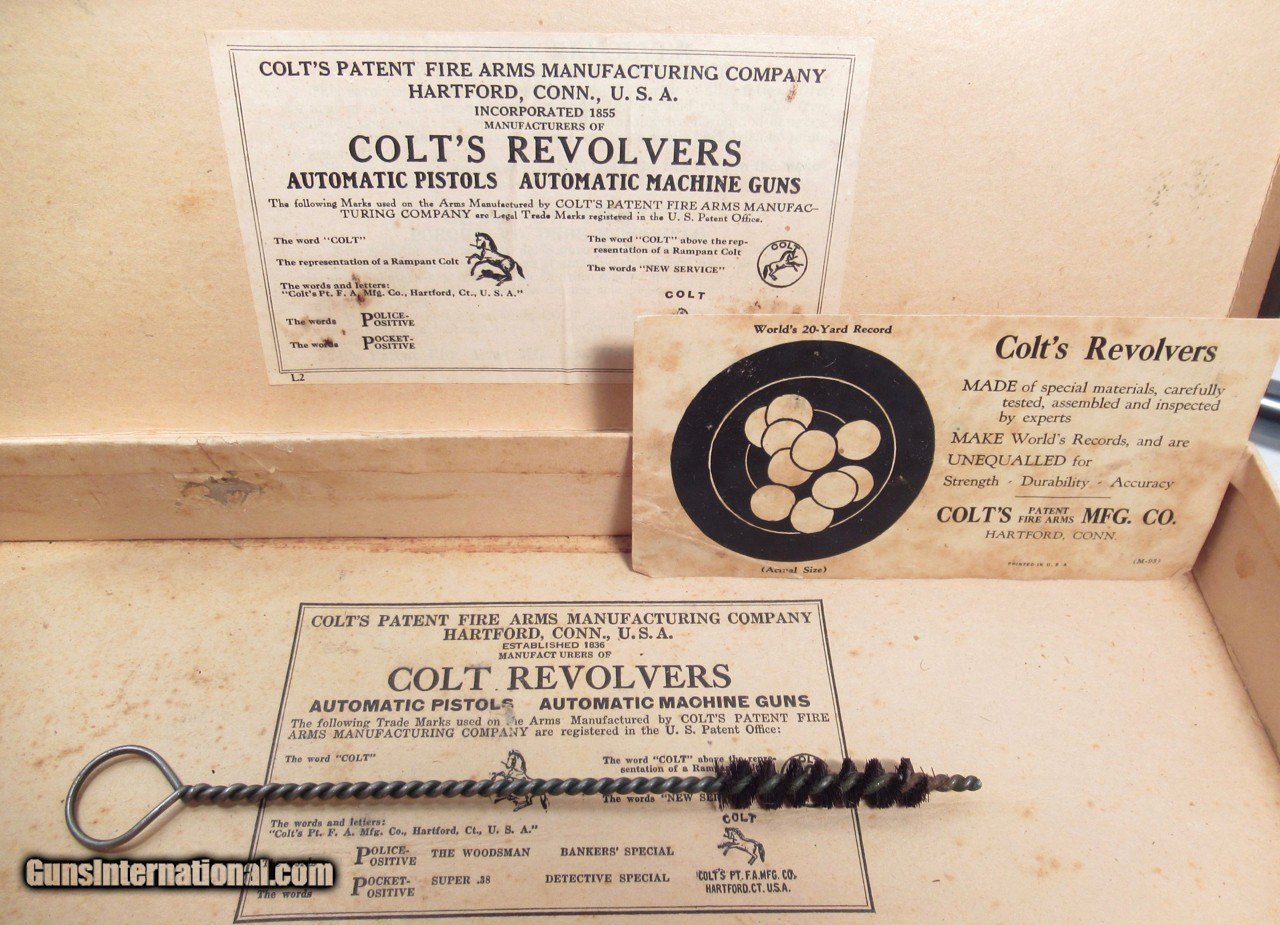 COLT'S PATENT FIRE ARMS MANUFACTURING COMPANY
HARTFORD, CONN., U. S. A.
INCORPORATED 1855
MANUFACTURERS OF
COLT'S REVOLVERS
AUTOMATIC PISTOLS AUTOMATIC MACHINE GUNS
The following Marks used on the Arms Manufactured by COLT'S PATENT FIRE ARMS MANUFAC-
TURING COMPANY are Legal Trade Marks registered in the U. S. Patent Office.
The word "COLT"
The representation of a Rampant Colt
The words and letters:
"Colt's Pt. F. A. Mfg. Co., Hartford, Ct., U. S. A."
The words POLICE-POSITIVE
The words POCKET-POSITIVE
The word "COLT" above the rep-
resentation of a Rampant Colt
The words "NEW SERVICE"
COLT
COLT
L2
World's 20-Yard Record
(Actual Size)
Colt's Revolvers
MADE of special materials, carefully
tested, assembled and inspected
by experts
MAKE World's Records, and are
UNEQUALLED for
Strength - Durability - Accuracy
COLT'S PATENT FIRE ARMS MFG. CO.
HARTFORD, CONN.
PRINTED IN U. S. A
(M-93)
COLT'S PATENT FIRE ARMS MANUFACTURING COMPANY
HARTFORD, CONN., U.S.A.
ESTABLISHED 1836
MANUFACTURERS OF
COLT REVOLVERS
AUTOMATIC PISTOLS AUTOMATIC MACHINE GUNS
The following Trade Marks used on the Arms Manufactured by COLT'S PATENT FIRE
ARMS MANUFACTURING COMPANY are registered in the U. S. Patent Office:
The word "COLT"
The word "COLT" above the repre-
sentation of a
The words "NEW
The words and letters:
"Colt's Pt. F. A. Mfg. Co., Hartford, Ct., U. S. A."
POLICE-POSITIVE THE WOODSMAN BANKERS' SPECIAL
The words POCKET-POSITIVE SUPER .38 DETECTIVE SPECIAL
COLT
COLT'S PT. F.A. MFG. CO.
HARTFORD.CT. U.S.A.
GunsInternational.com